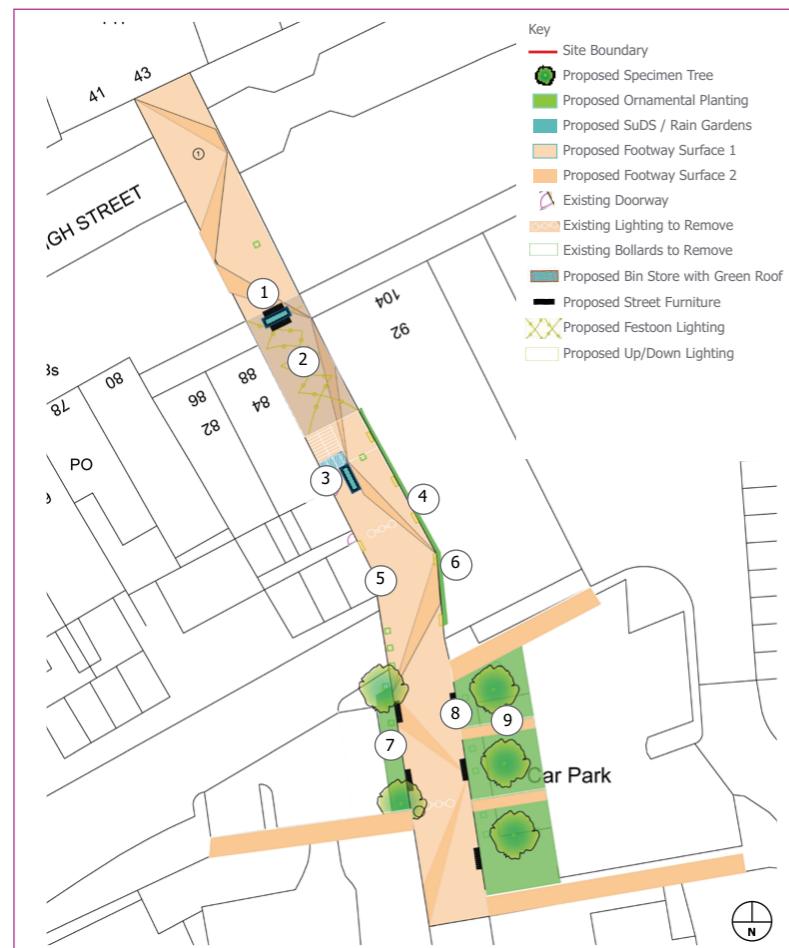 Key
Site Boundary
Proposed Specimen Tree
Proposed Ornamental Planting
Proposed SuDS / Rain Gardens
Proposed Footway Surface 1
Proposed Footway Surface 2
Existing Doorway
Existing Lighting to Remove
Existing Bollards to Remove
Proposed Bin Store with Green Roof
Proposed Street Furniture
Proposed Festoon Lighting
Proposed Up/Down Lighting
43
41
1
IGH STREET
1
104
92
2
80
78
88
86
84
82
PO
3
4
5
6
7
8
9
Car Park
N